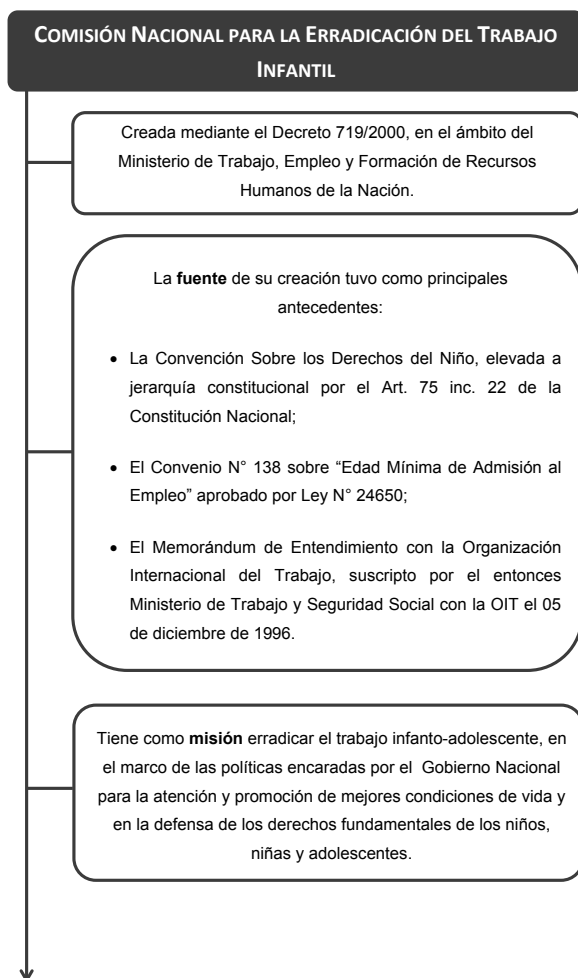 COMISIÓN NACIONAL PARA LA ERRADICACIÓN DEL TRABAJO
INFANTIL
Creada mediante el Decreto 719/2000, en el ámbito del
Ministerio de Trabajo, Empleo y Formación de Recursos
Humanos de la Nación.
La fuente de su creación tuvo como principales
antecedentes:
• La Convención Sobre los Derechos del Niño, elevada a
jerarquía constitucional por el Art. 75 inc. 22 de la
Constitución Nacional;
• El Convenio N° 138 sobre “Edad Mínima de Admisión al
Empleo” aprobado por Ley N° 24650;
• El Memorándum de Entendimiento con la Organización
Internacional del Trabajo, suscripto por el entonces
Ministerio de Trabajo y Seguridad Social con la OIT el 05
de diciembre de 1996.
Tiene como misión erradicar el trabajo infanto-adolescente, en
el marco de las políticas encaradas por el Gobierno Nacional
para la atención y promoción de mejores condiciones de vida y
en la defensa de los derechos fundamentales de los niños,
niñas y adolescentes.